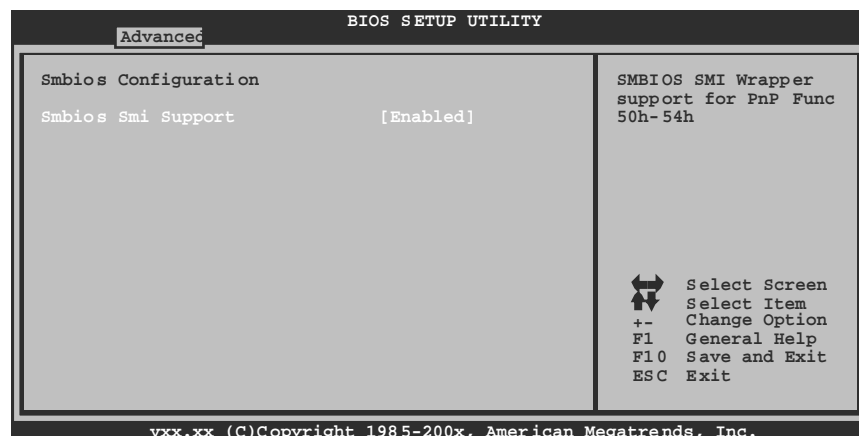 BIOS SETUP UTILITY
Advanced
Smbios Configuration
Smbios Smi Support [Enabled]
SMBIOS SMI Wrapper
support for PnP Func
50h-54h
Select Screen
Select Item
+- Change Option
F1 General Help
F10 Save and Exit
ESC Exit
vxx.xx (C)Copyright 1985-200x, American Megatrends, Inc.